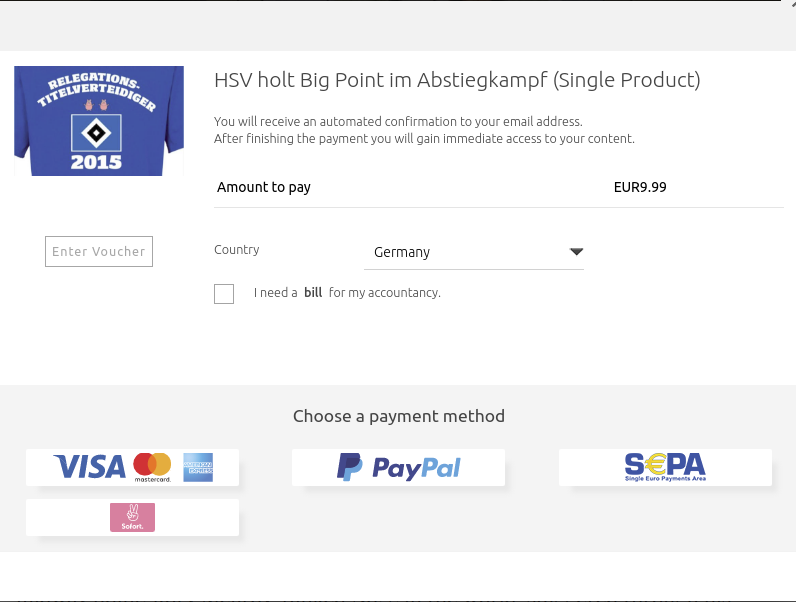 RELEGATIONS-
TITELVERTEIDIGER
2015
HSV holt Big Point im Abstiegkampf (Single Product)
You will receive an automated confirmation to your email address.
After finishing the payment you will gain immediate access to your content.
Amount to pay EUR9.99
Enter Voucher
Country Germany
I need a bill for my accountancy.
Choose a payment method
VISA mastercard. AMERICAN EXPRESS
PayPal
S€PA
Single Euro Payments Area
Sofort.